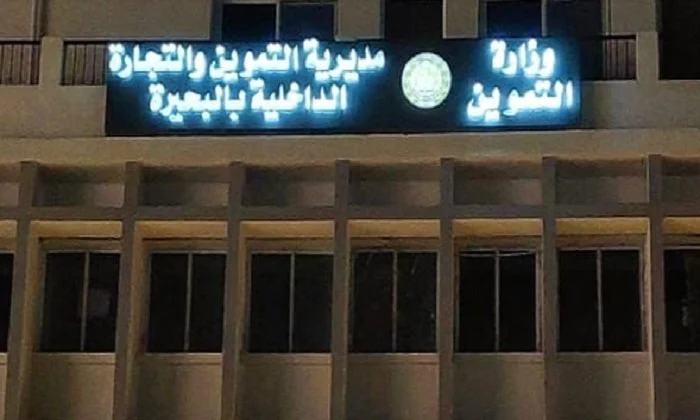 وزارة
التموين
مديرية التموين والتجارة
الداخلية بالبحيرة